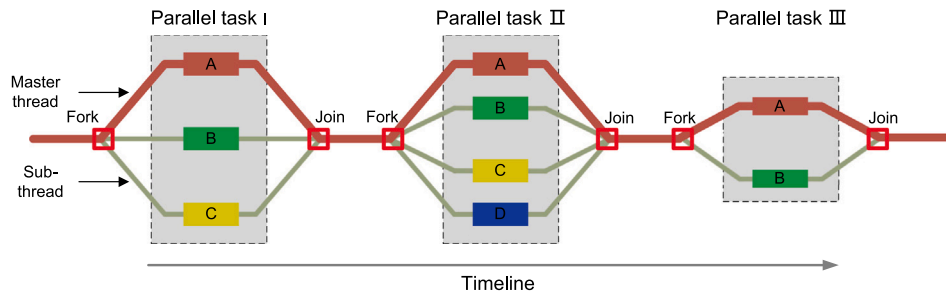 Parallel task I
Parallel task II
Parallel task III
Master
thread
Sub-
thread
Fork
A
B
C
Join
Fork
A
B
C
D
Join
Fork
A
B
Join
Timeline